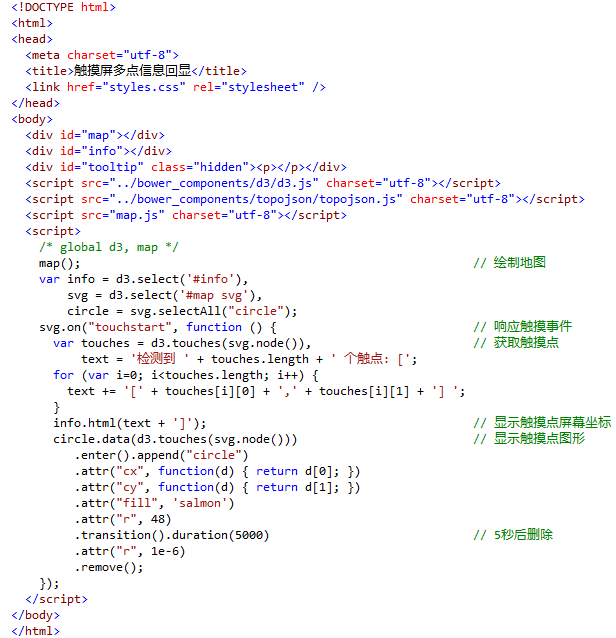 <!DOCTYPE html>
<html>
<head>
  <meta charset="utf-8">
  <title>触摸屏多点信息回显</title>
  <link href="styles.css" rel="stylesheet" />
</head>
<body>
  <div id="map"></div>
  <div id="info"></div>
  <div id="tooltip" class="hidden"><p></p></div>
  <script src="../bower_components/d3/d3.js" charset="utf-8"></script>
  <script src="../bower_components/topojson/topojson.js" charset="utf-8"></script>
  <script src="map.js" charset="utf-8"></script>
  <script>
    /* global d3, map */
    map(); // 绘制地图
    var info = d3.select('#info'),
        svg = d3.select('#map svg'),
        circle = svg.selectAll("circle");
    svg.on("touchstart", function () { // 响应触摸事件
      var touches = d3.touches(svg.node()), // 获取触摸点
          text = '检测到 ' + touches.length + ' 个触点: [';
      for (var i=0; i<touches.length; i++) {
        text += '[' + touches[i][0] + ',' + touches[i][1] + '] ';
      }
      info.html(text + ']'); // 显示触摸点屏幕坐标
      circle.data(d3.touches(svg.node())) // 显示触摸点图形
         .enter().append("circle")
         .attr("cx", function(d) { return d[0]; })
         .attr("cy", function(d) { return d[1]; })
         .attr("fill", 'salmon')
         .attr("r", 48)
         .transition().duration(5000) // 5秒后删除
         .attr("r", 1e-6)
         .remove();
    });
  </script>
</body>
</html>